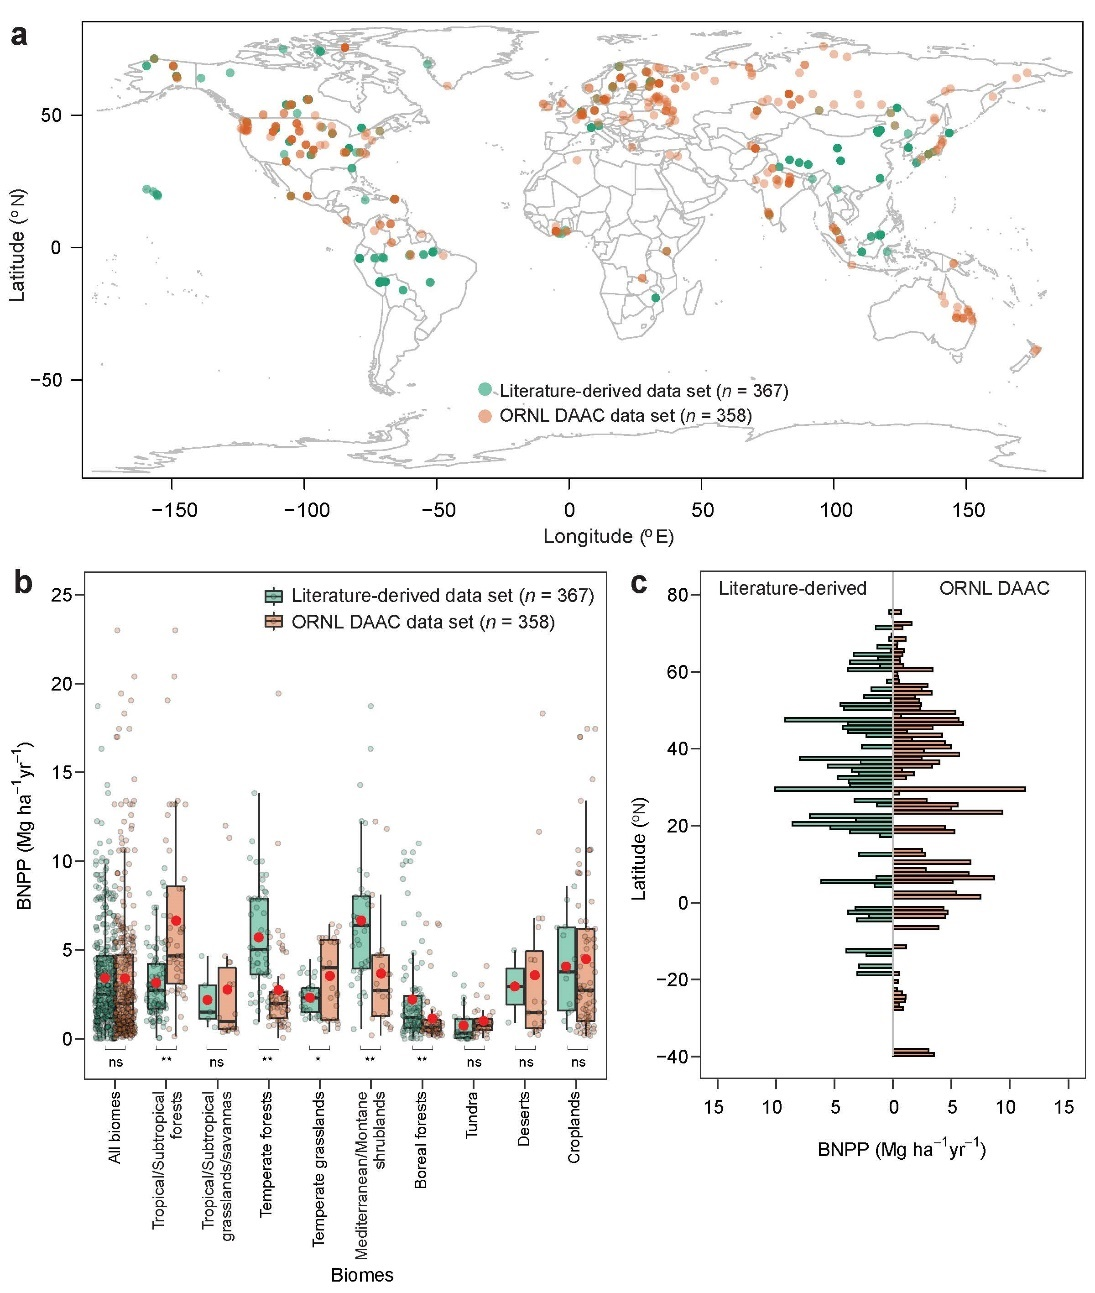 a
50
0
−50
Latitude (° N)
Literature-derived data set (n = 367)
ORNL DAAC data set (n = 358)
−150
−100
−50
0
50
100
150
Longitude (° E)
b
25
20
15
10
5
0
BNPP (Mg ha−1yr−1)
Literature-derived data set (n = 367)
ORNL DAAC data set (n = 358)
ns
**
ns
**
*
**
**
ns
ns
ns
All biomes
Tropical/Subtropical
forests
Tropical/Subtropical
grasslands/savannas
Temperate forests
Temperate grasslands
Mediterranean/Montane
shrublands
Boreal forests
Tundra
Deserts
Croplands
Biomes
c
Literature-derived
ORNL DAAC
80
60
40
20
0
−20
−40
Latitude (°N)
15
10
5
0
5
10
15
BNPP (Mg ha−1yr−1)